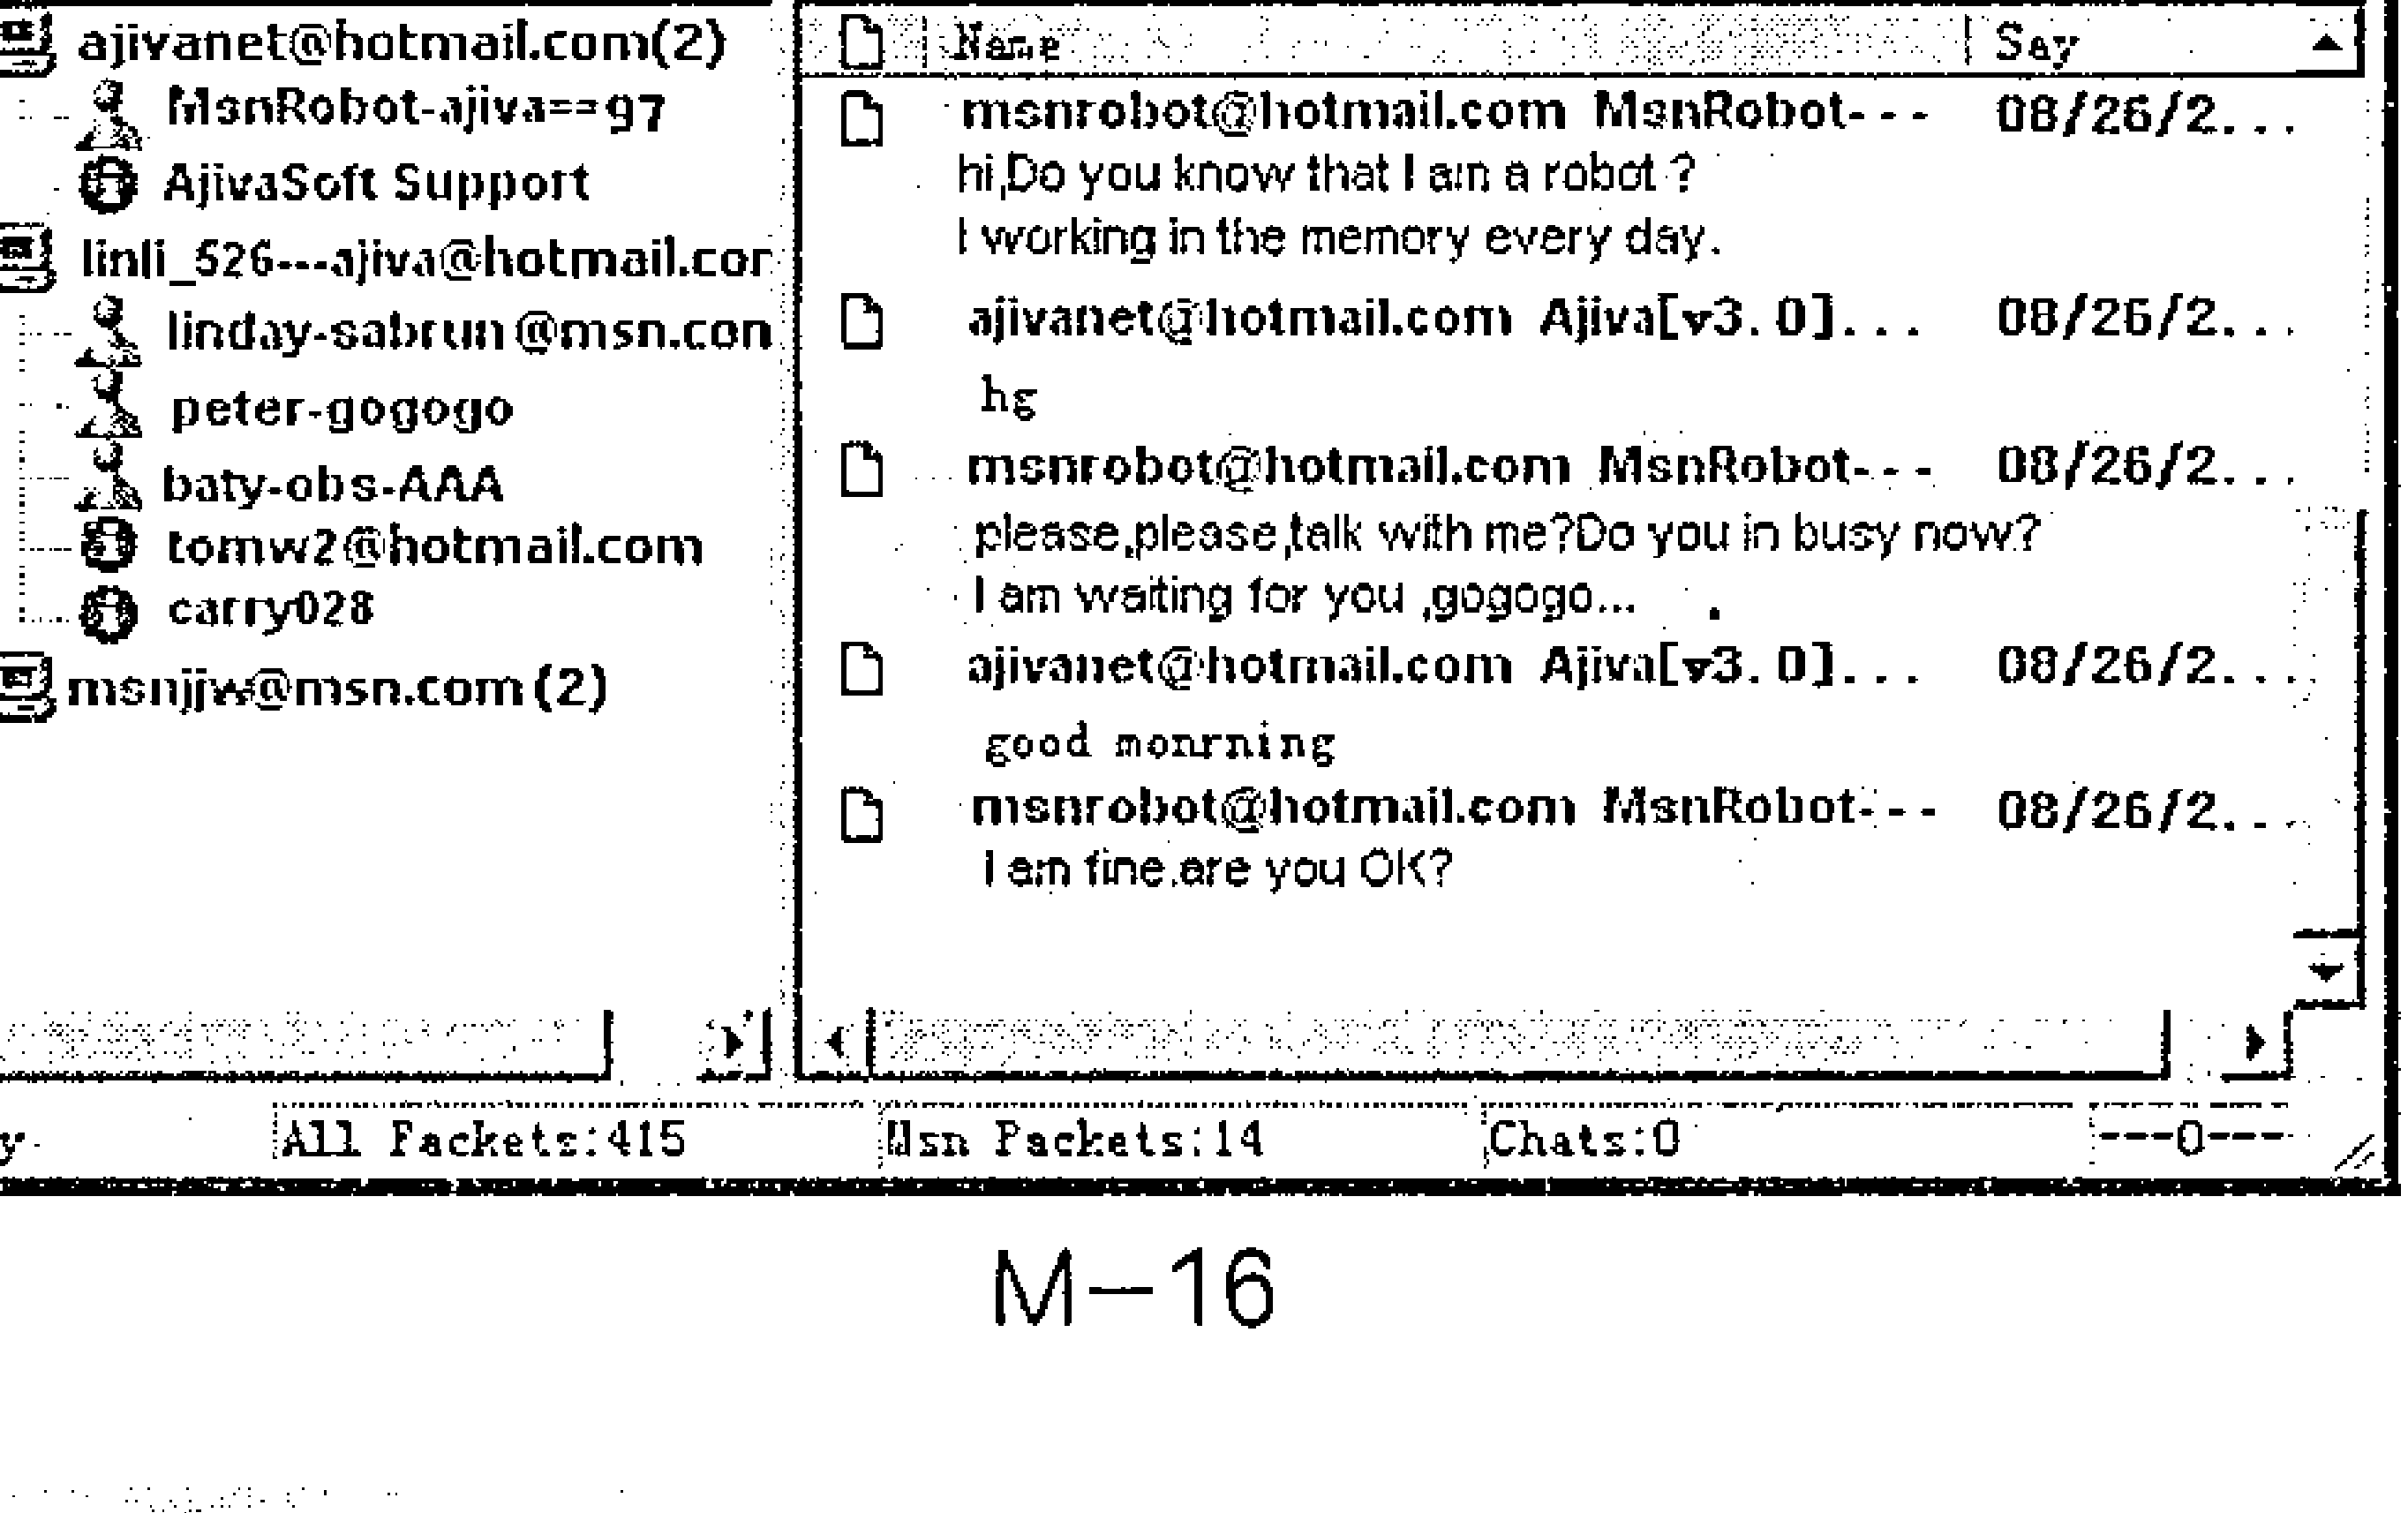 ajivanet@hotmail.com(2)
MsnRobot-ajiva==97
AjivaSoft Support
linli_526---ajiva@hotmail.cor
linday-sabrun@msn.con
peter-gogogo
baty-obs-AAA
tomw2@hotmail.com
carry028
msnjjw@msn.com(2)
Name Say
msnrobot@hotmail.com MsnRobot--- 08/26/2...
hi,Do you know that I am a robot ?
I working in the memory every day.
ajivanet@hotmail.com Ajiva[v3.0]... 08/26/2...
hg
msnrobot@hotmail.com MsnRobot--- 08/26/2...
please,please,talk with me?Do you in busy now?
I am waiting for you ,gogogo...
ajivanet@hotmail.com Ajiva[v3.0]... 08/26/2...
good monrning
msnrobot@hotmail.com MsnRobot--- 08/26/2...
I am fine.are you OK?
y All Packets:415 Msn Packets:14 Chats:0 ---0---
M-16